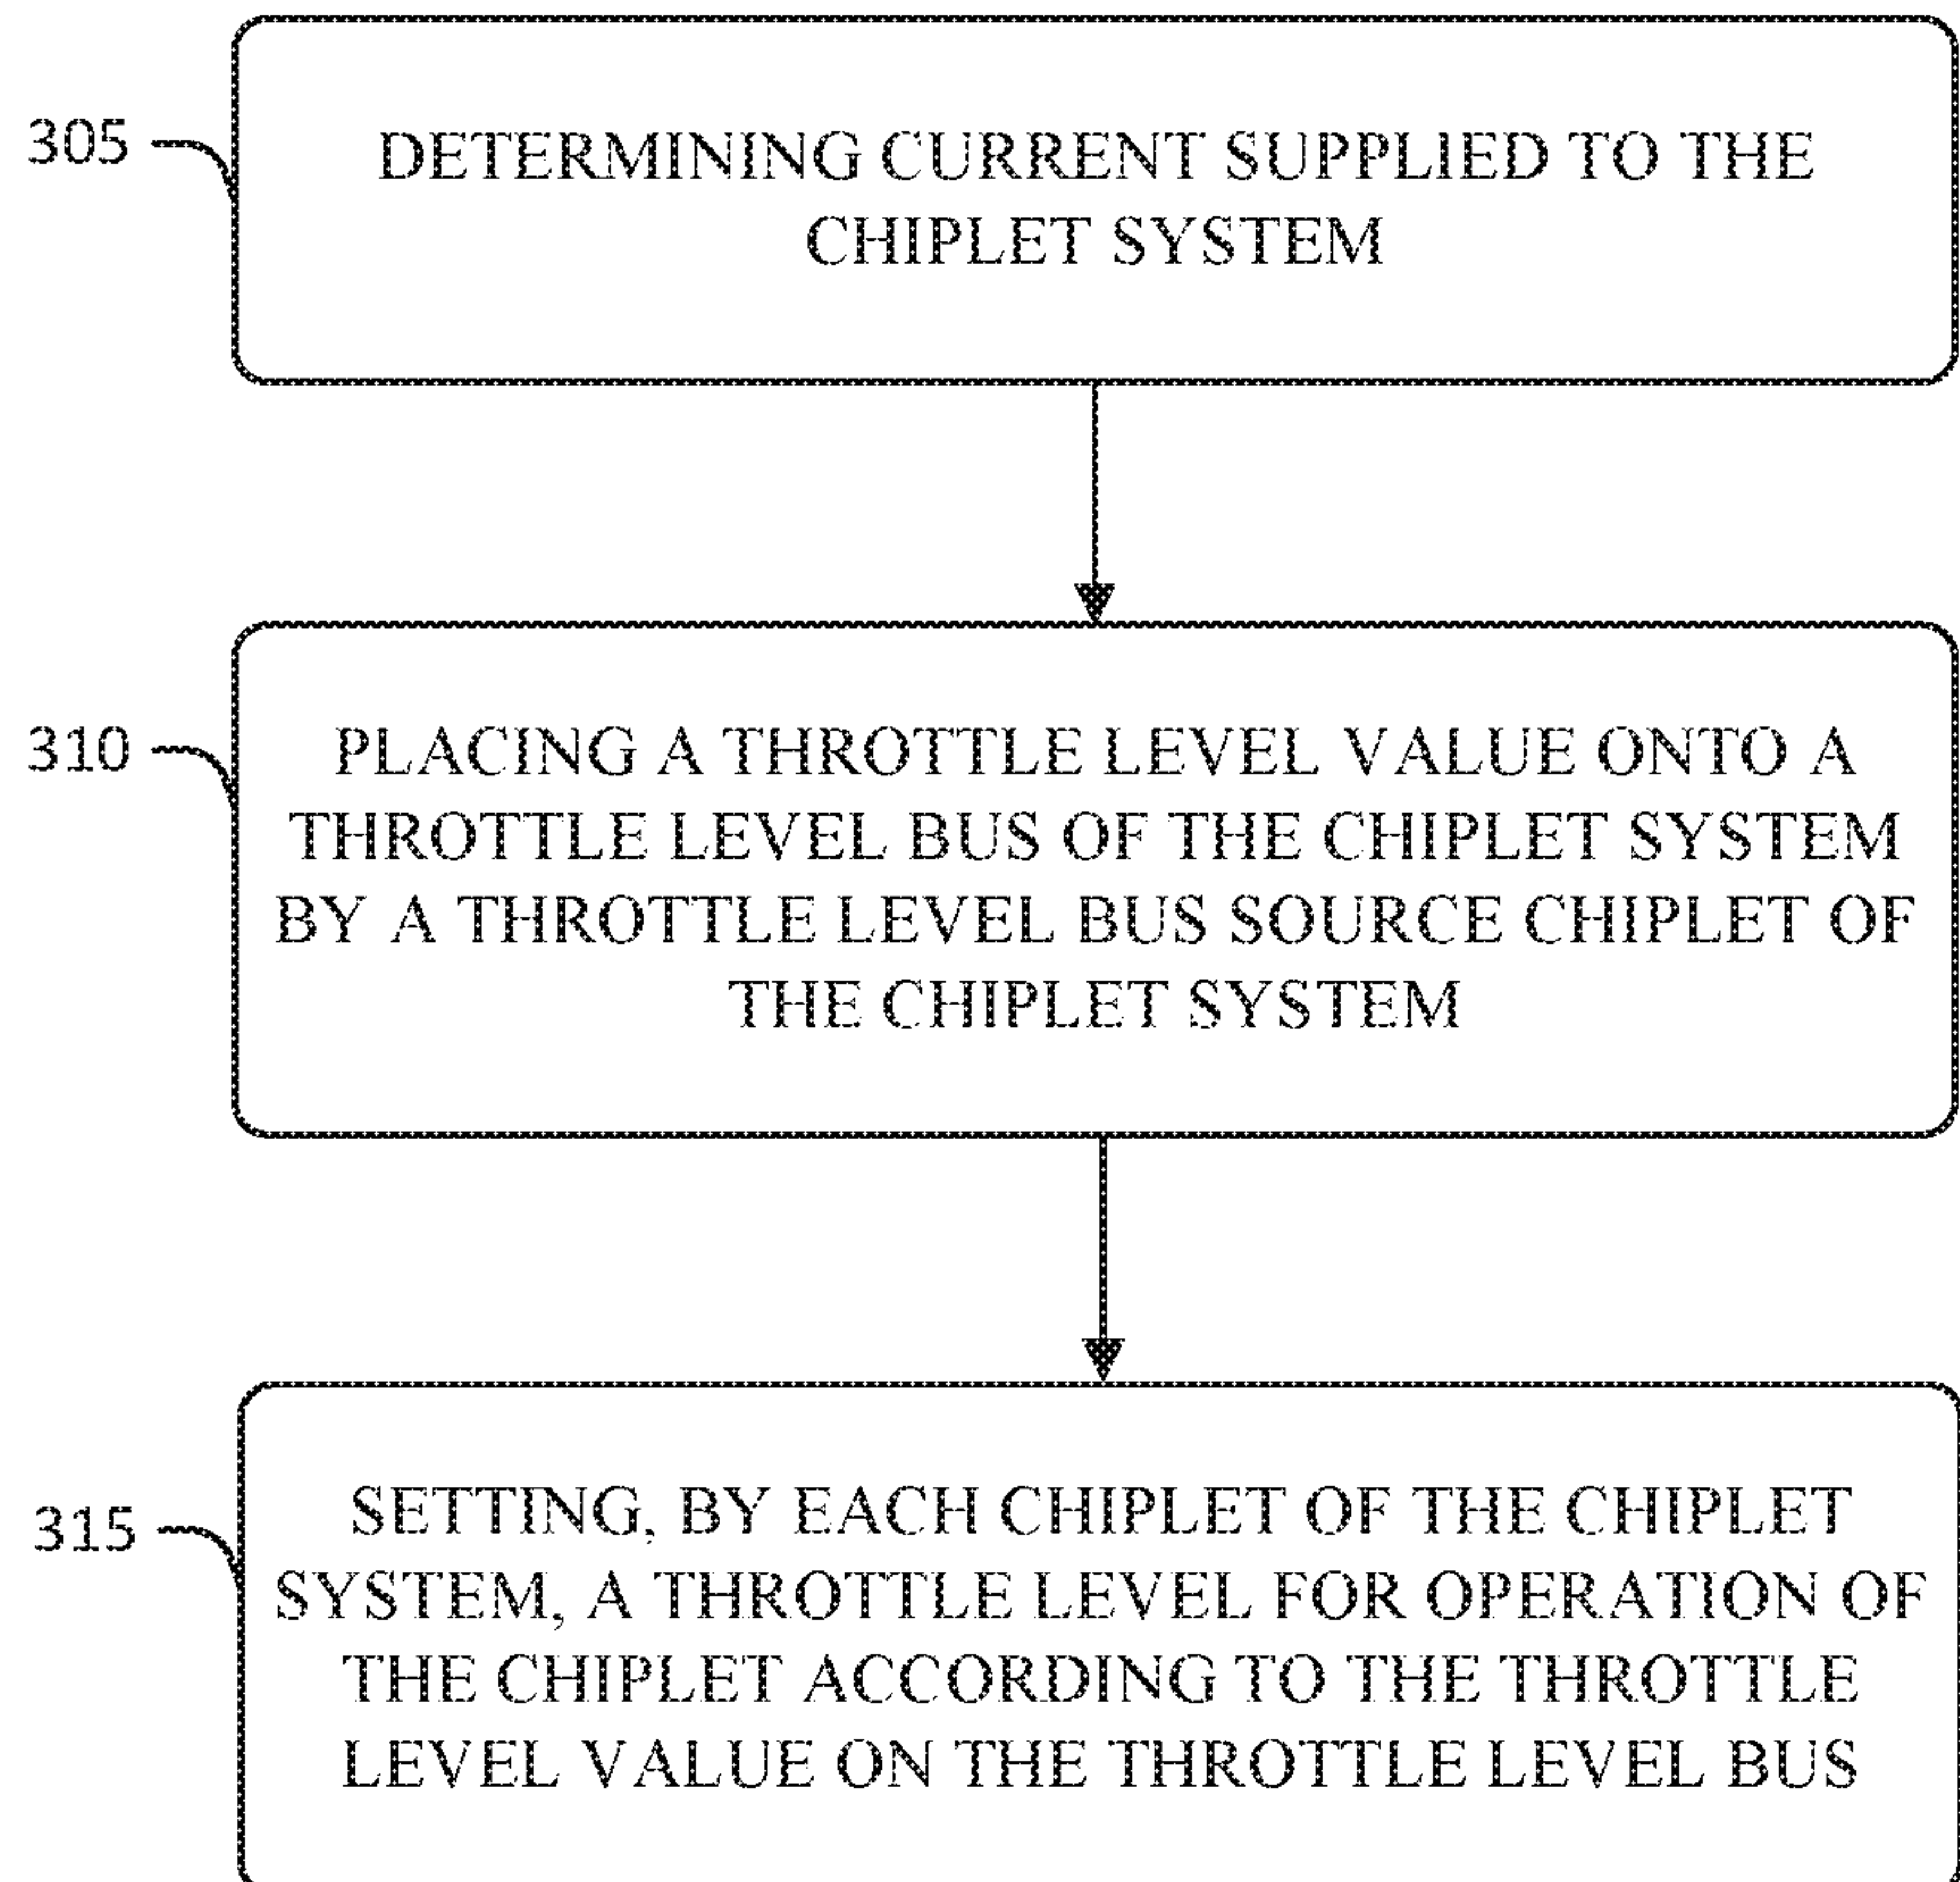 305
DETERMINING CURRENT SUPPLIED TO THE
CHIPLET SYSTEM
310
PLACING A THROTTLE LEVEL VALUE ONTO A
THROTTLE LEVEL BUS OF THE CHIPLET SYSTEM
BY A THROTTLE LEVEL BUS SOURCE CHIPLET OF
THE CHIPLET SYSTEM
315
SETTING, BY EACH CHIPLET OF THE CHIPLET
SYSTEM, A THROTTLE LEVEL FOR OPERATION OF
THE CHIPLET ACCORDING TO THE THROTTLE
LEVEL VALUE ON THE THROTTLE LEVEL BUS